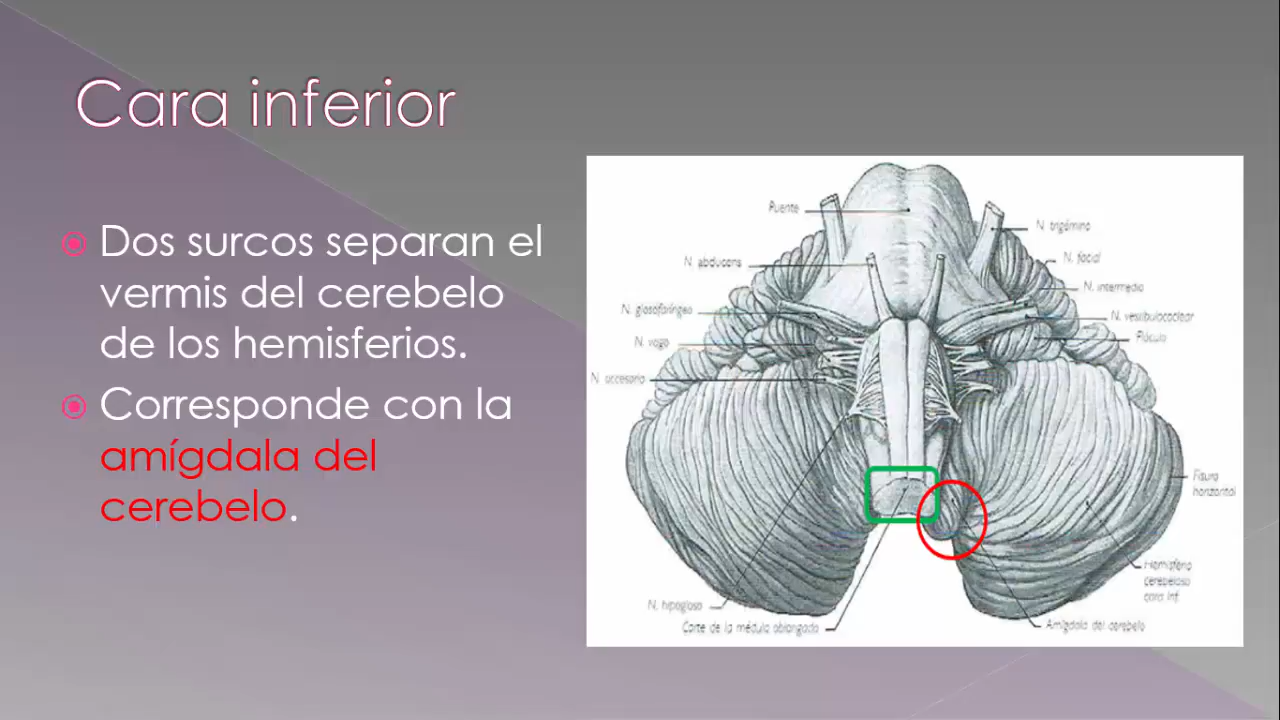 Cara inferior
Dos surcos separan el
vermis del cerebelo
de los hemisferios.
Corresponde con la
amígdala del
cerebelo.
Puente
N. trigémino
N. abducens
N. facial
N. intermedio
N. glosofaríngeo
N. vestibulococlear
N. vago
Flóculo
N. accesorio
Fisura
horizontal
Hemisferio
cerebeloso
cara inf.
N. hipogloso
Corte de la médula oblongada
Amígdala del cerebelo